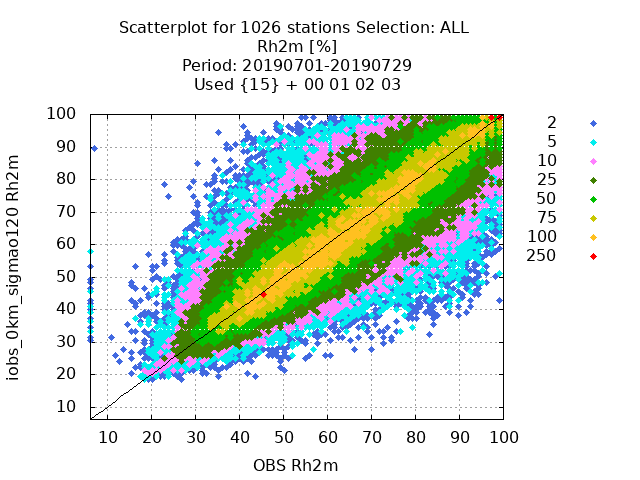 Scatterplot for 1026 stations Selection: ALL
Rh2m [%]
Period: 20190701-20190729
Used {15} + 00 01 02 03
100
90
80
70
60
50
40
30
20
10
iobs_0km_sigmao120 Rh2m
10 20 30 40 50 60 70 80 90 100
OBS Rh2m
2
5
10
25
50
75
100
250